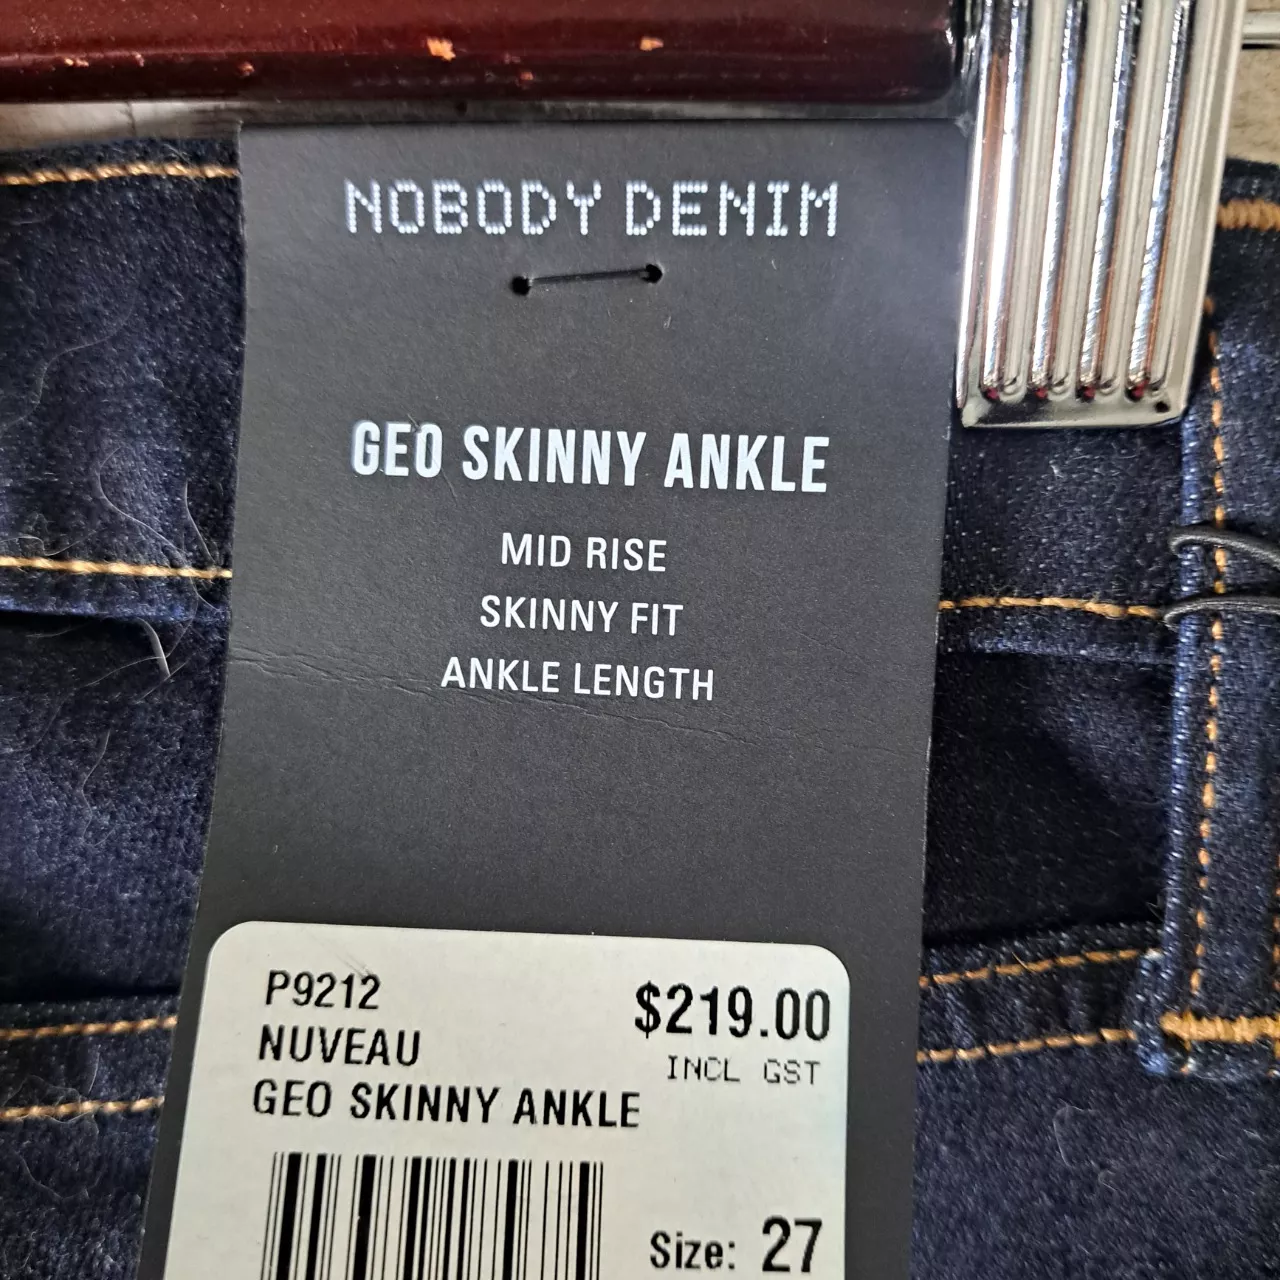 NOBODY DENIM
GEO SKINNY ANKLE
MID RISE
SKINNY FIT
ANKLE LENGTH
P9212
NUVEAU
GEO SKINNY ANKLE
$219.00
INCL GST
Size: 27